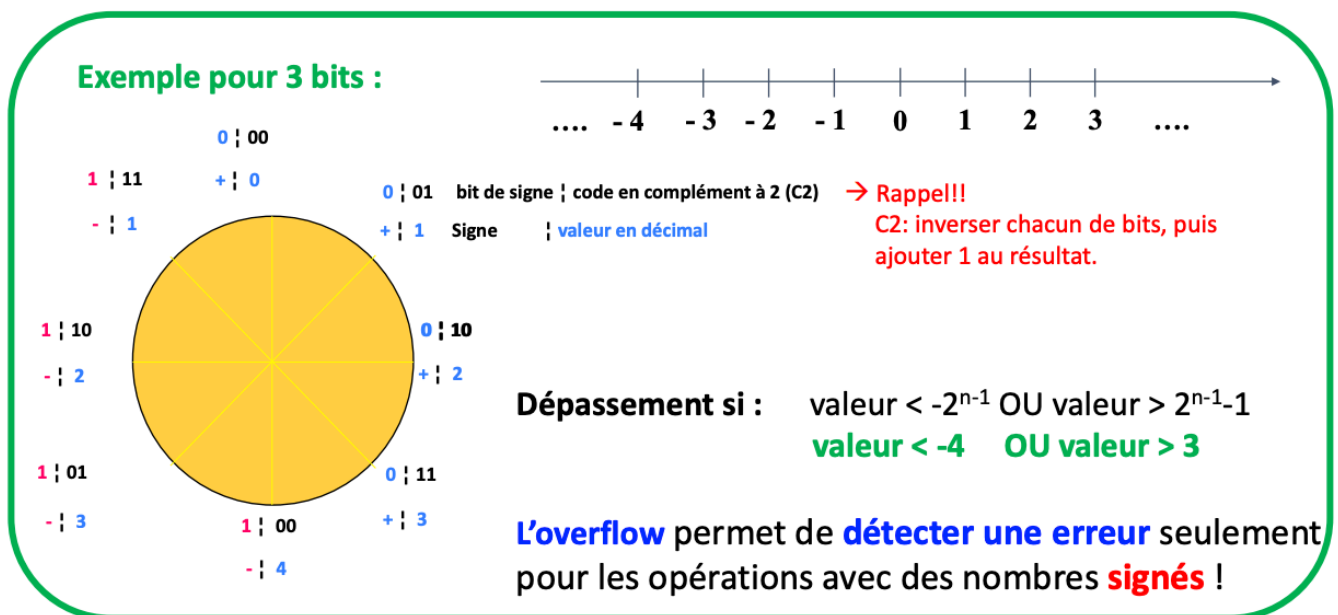 Exemple pour 3 bits :
.... - 4 - 3 - 2 - 1 0 1 2 3 ....
0 ¦ 00
+ ¦ 0
1 ¦ 11
- ¦ 1
0 ¦ 01 bit de signe ¦ code en complément à 2 (C2)
+ ¦ 1 Signe ¦ valeur en décimal
→ Rappel!!
C2: inverser chacun de bits, puis
ajouter 1 au résultat.
1 ¦ 10
- ¦ 2
0 ¦ 10
+ ¦ 2
Dépassement si : valeur < -2ⁿ⁻¹ OU valeur > 2ⁿ⁻¹-1
valeur < -4 OU valeur > 3
1 ¦ 01
- ¦ 3
0 ¦ 11
+ ¦ 3
1 ¦ 00
- ¦ 4
L'overflow permet de détecter une erreur seulement
pour les opérations avec des nombres signés !